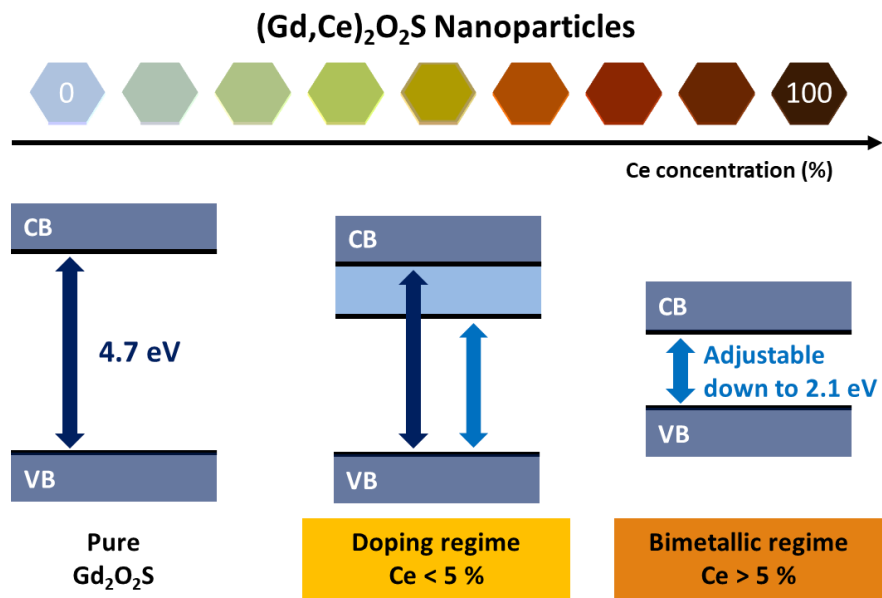 (Gd,Ce)₂O₂S Nanoparticles
0
100
Ce concentration (%)
CB
4.7 eV
VB
Pure
Gd₂O₂S
CB
VB
Doping regime
Ce < 5 %
CB
Adjustable
down to 2.1 eV
VB
Bimetallic regime
Ce > 5 %